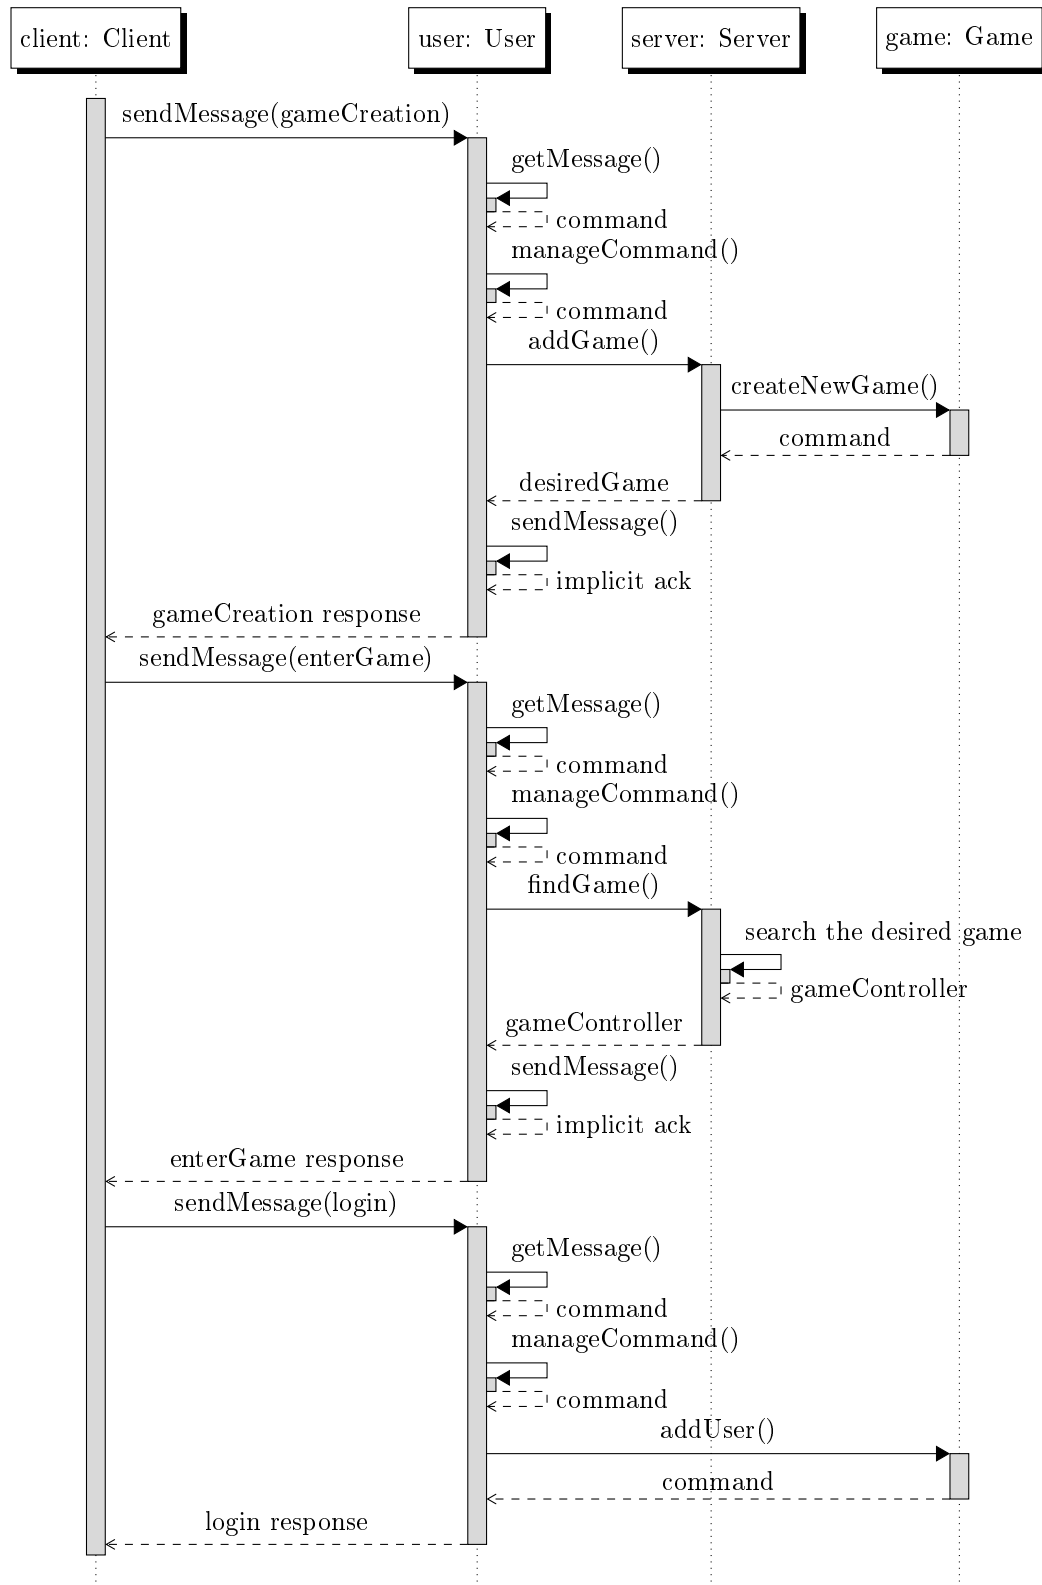 client: Client
user: User
server: Server
game: Game
sendMessage(gameCreation)
getMessage()
command
manageCommand()
command
addGame()
createNewGame()
command
desiredGame
sendMessage()
implicit ack
gameCreation response
sendMessage(enterGame)
getMessage()
command
manageCommand()
command
findGame()
search the desired game
gameController
gameController
sendMessage()
implicit ack
enterGame response
sendMessage(login)
getMessage()
command
manageCommand()
command
addUser()
command
login response